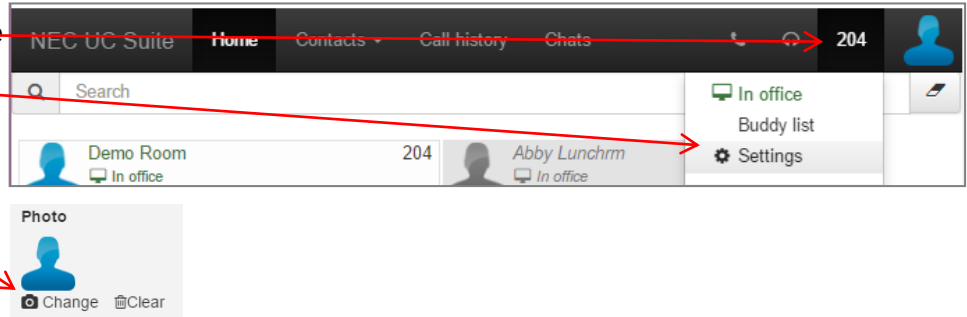 NEC UC Suite Home Contacts Call history Chats 204
Search
In office
Buddy list
Settings
Demo Room 204
In office
Abby Lunchrm
In office
Photo
Change Clear